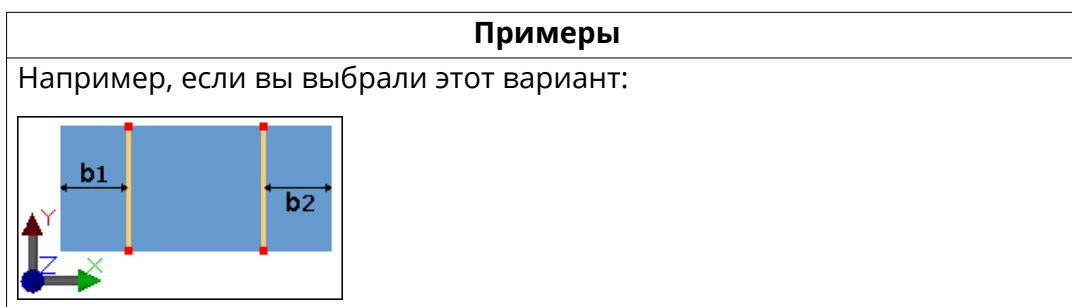 Примеры
Например, если вы выбрали этот вариант:
b1
b2
Y
Z X